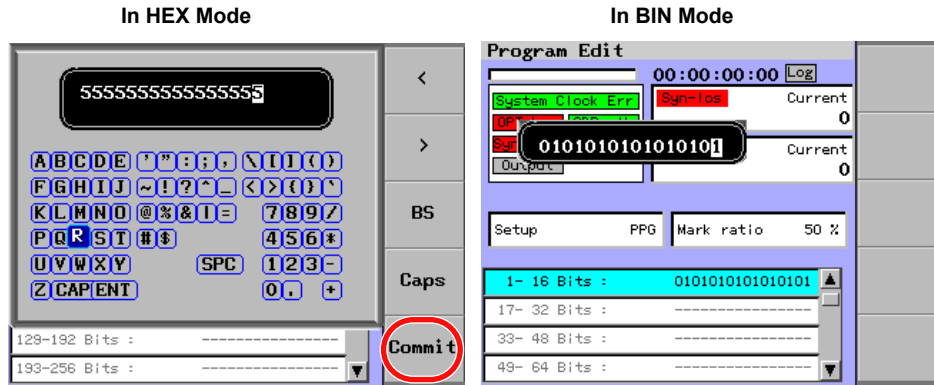 In HEX Mode
5555555555555555
<
>
BS
Caps
Commit
A B C D E ' " : ; , \ [ ] ( )
F G H I J ~ ! ? ^ _ < > { } `
K L M N O @ % & | = 7 8 9 /
P Q R S T # $ 4 5 6 *
U V W X Y (SPC) 1 2 3 -
Z CAP ENT 0 . +
129-192 Bits : ----------------
193-256 Bits : ----------------
In BIN Mode
Program Edit
00:00:00:00 Log
System Clock Err
Syn-los Current
0
0101010101010101
Current
0
Output
Setup PPG
Mark ratio 50 %
1- 16 Bits : 0101010101010101
17- 32 Bits : ----------------
33- 48 Bits : ----------------
49- 64 Bits : ----------------